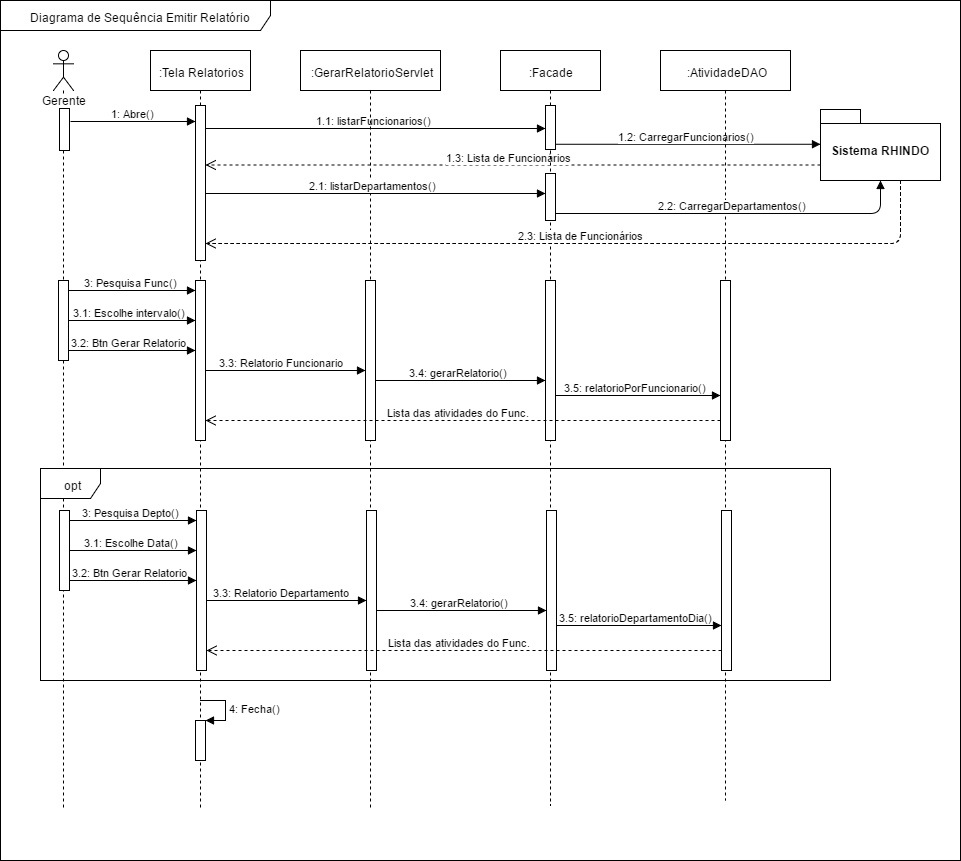 Diagrama de Sequência Emitir Relatório
Gerente
:Tela Relatorios
:GerarRelatorioServlet
:Facade
:AtividadeDAO
Sistema RHINDO
1: Abre()
1.1: listarFuncionarios()
1.2: CarregarFuncionários()
1.3: Lista de Funcionários
2.1: listarDepartamentos()
2.2: CarregarDepartamentos()
2.3: Lista de Funcionários
3: Pesquisa Func()
3.1: Escolhe intervalo()
3.2: Btn Gerar Relatorio
3.3: Relatorio Funcionario
3.4: gerarRelatorio()
3.5: relatorioPorFuncionario()
Lista das atividades do Func.
opt
3: Pesquisa Depto()
3.1: Escolhe Data()
3.2: Btn Gerar Relatorio
3.3: Relatorio Departamento
3.4: gerarRelatorio()
3.5: relatorioDepartamentoDia()
Lista das atividades do Func.
4: Fecha()